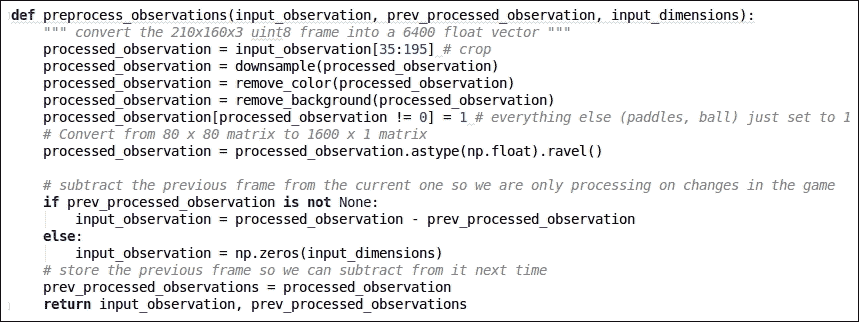 def preprocess_observations(input_observation, prev_processed_observation, input_dimensions):
    """ convert the 210x160x3 uint8 frame into a 6400 float vector """
    processed_observation = input_observation[35:195] # crop
    processed_observation = downsample(processed_observation)
    processed_observation = remove_color(processed_observation)
    processed_observation = remove_background(processed_observation)
    processed_observation[processed_observation != 0] = 1 # everything else (paddles, ball) just set to 1
    # Convert from 80 x 80 matrix to 1600 x 1 matrix
    processed_observation = processed_observation.astype(np.float).ravel()

    # subtract the previous frame from the current one so we are only processing on changes in the game
    if prev_processed_observation is not None:
        input_observation = processed_observation - prev_processed_observation
    else:
        input_observation = np.zeros(input_dimensions)
    # store the previous frame so we can subtract from it next time
    prev_processed_observations = processed_observation
    return input_observation, prev_processed_observations